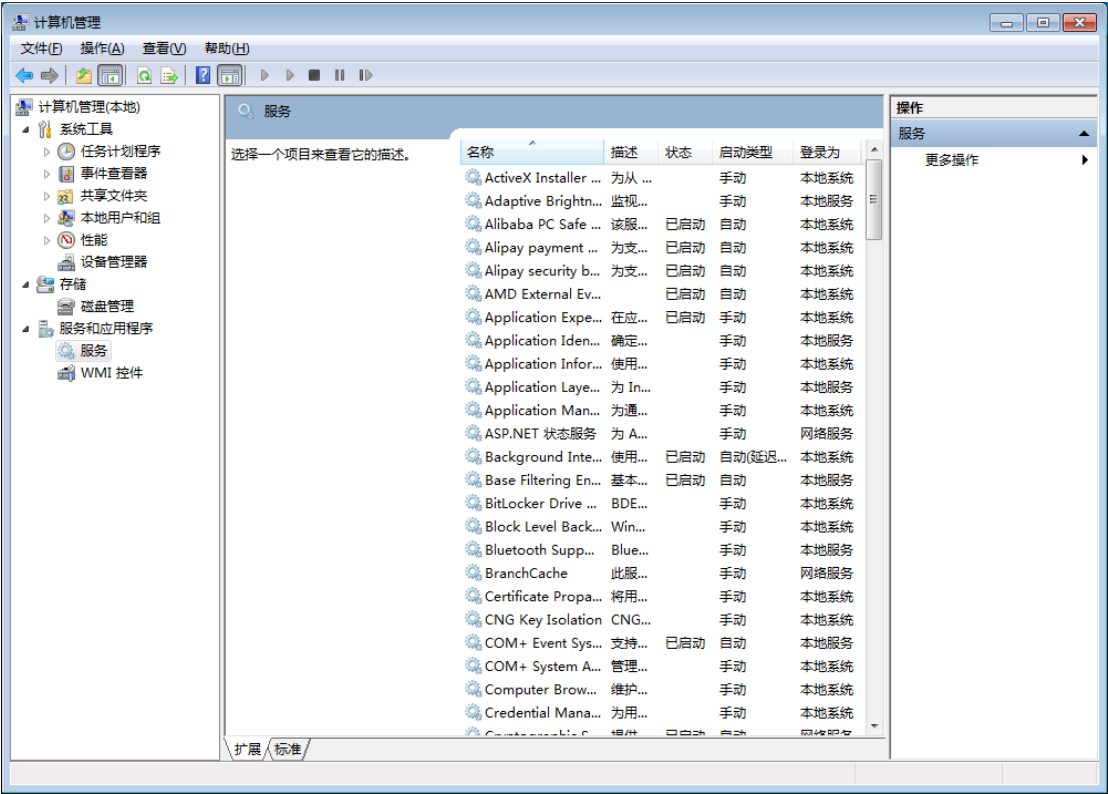 计算机管理
文件(F) 操作(A) 查看(V) 帮助(H)
计算机管理(本地)
系统工具
任务计划程序
事件查看器
共享文件夹
本地用户和组
性能
设备管理器
存储
磁盘管理
服务和应用程序
服务
WMI 控件
服务
选择一个项目来查看它的描述。
名称 描述 状态 启动类型 登录为
ActiveX Installer ... 为从 ... 手动 本地系统
Adaptive Brightn... 监视... 手动 本地服务
Alibaba PC Safe ... 该服... 已启动 自动 本地系统
Alipay payment ... 为支... 已启动 自动 本地系统
Alipay security b... 为支... 已启动 自动 本地系统
AMD External Ev... 已启动 自动 本地系统
Application Expe... 在应... 已启动 手动 本地系统
Application Iden... 确定... 手动 本地服务
Application Infor... 使用... 手动 本地系统
Application Laye... 为 In... 手动 本地服务
Application Man... 为通... 手动 本地系统
ASP.NET 状态服务 为 A... 手动 网络服务
Background Inte... 使用... 已启动 自动(延迟... 本地系统
Base Filtering En... 基本... 已启动 自动 本地服务
BitLocker Drive ... BDE... 手动 本地系统
Block Level Back... Win... 手动 本地系统
Bluetooth Supp... Blue... 手动 本地服务
BranchCache 此服... 手动 网络服务
Certificate Propa... 将用... 手动 本地系统
CNG Key Isolation CNG... 手动 本地系统
COM+ Event Sys... 支持... 已启动 自动 本地服务
COM+ System A... 管理... 手动 本地系统
Computer Brow... 维护... 手动 本地系统
Credential Mana... 为用... 手动 本地系统
Cryptographic S... 提供... 已启动 自动 网络服务
扩展 标准
操作
服务
更多操作